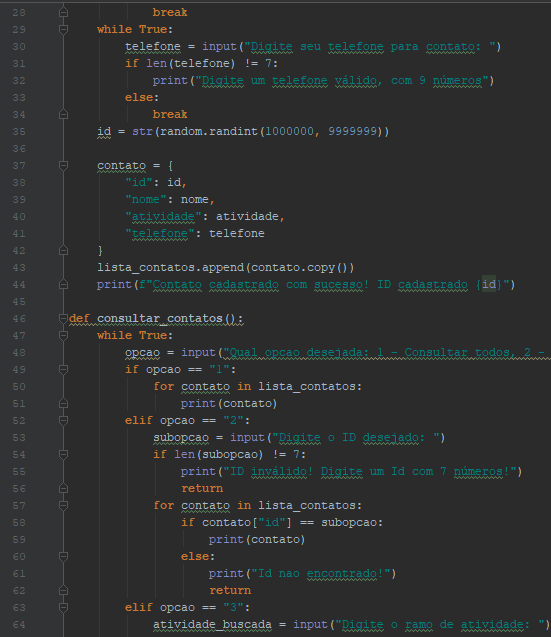 28 break
29 while True:
30 telefone = input("Digite seu telefone para contato: ")
31 if len(telefone) != 7:
32 print("Digite um telefone válido, com 9 números")
33 else:
34 break
35 id = str(random.randint(1000000, 9999999))
36
37 contato = {
38 "id": id,
39 "nome": nome,
40 "atividade": atividade,
41 "telefone": telefone
42 }
43 lista_contatos.append(contato.copy())
44 print(f"Contato cadastrado com sucesso! ID cadastrado {id}")
45
46 def consultar_contatos():
47 while True:
48 opcao = input("Qual opcao desejada: 1 - Consultar todos, 2 -
49 if opcao == "1":
50 for contato in lista_contatos:
51 print(contato)
52 elif opcao == "2":
53 subopcao = input("Digite o ID desejado: ")
54 if len(subopcao) != 7:
55 print("ID inválido! Digite um Id com 7 números!")
56 return
57 for contato in lista_contatos:
58 if contato["id"] == subopcao:
59 print(contato)
60 else:
61 print("Id nao encontrado!")
62 return
63 elif opcao == "3":
64 atividade_buscada = input("Digite o ramo de atividade: ")